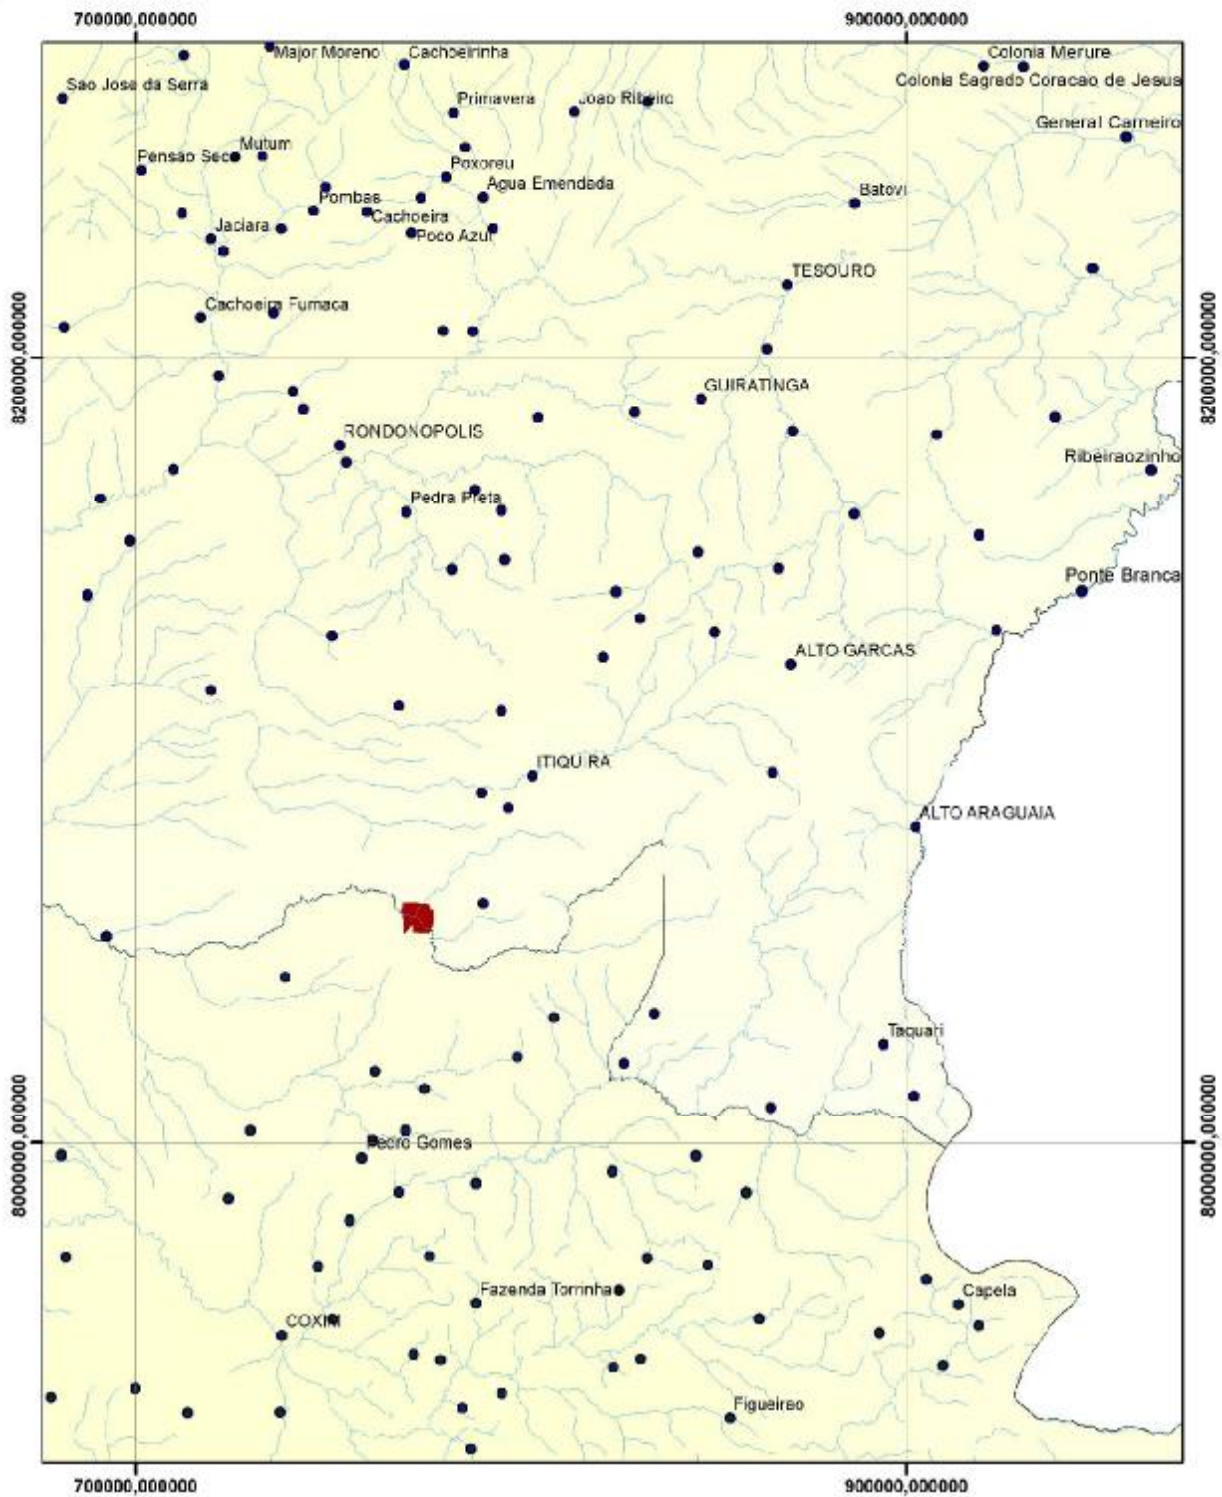 700000,000000
900000,000000
Major Moreno
Cachoeirinha
Colonia Merure
Sao Jose da Serra
Colonia Sagrado Coracao de Jesus
Primavera
Joao Ribeiro
General Carneiro
Pensao Seco
Mutum
Poxoreu
Agua Emendada
Batovi
Pombas
Cachoeira
Jaciara
Poco Azul
TESOURO
Cachoeira Fumaca
8200000,000000
8200000,000000
GUIRATINGA
RONDONOPOLIS
Ribeiraozinho
Pedra Preta
Ponte Branca
ALTO GARCAS
ITIQUIRA
ALTO ARAGUAIA
Taquari
8000000,000000
8000000,000000
Pedro Gomes
Fazenda Torrinha
Capela
COXIM
Figueirao
700000,000000
900000,000000